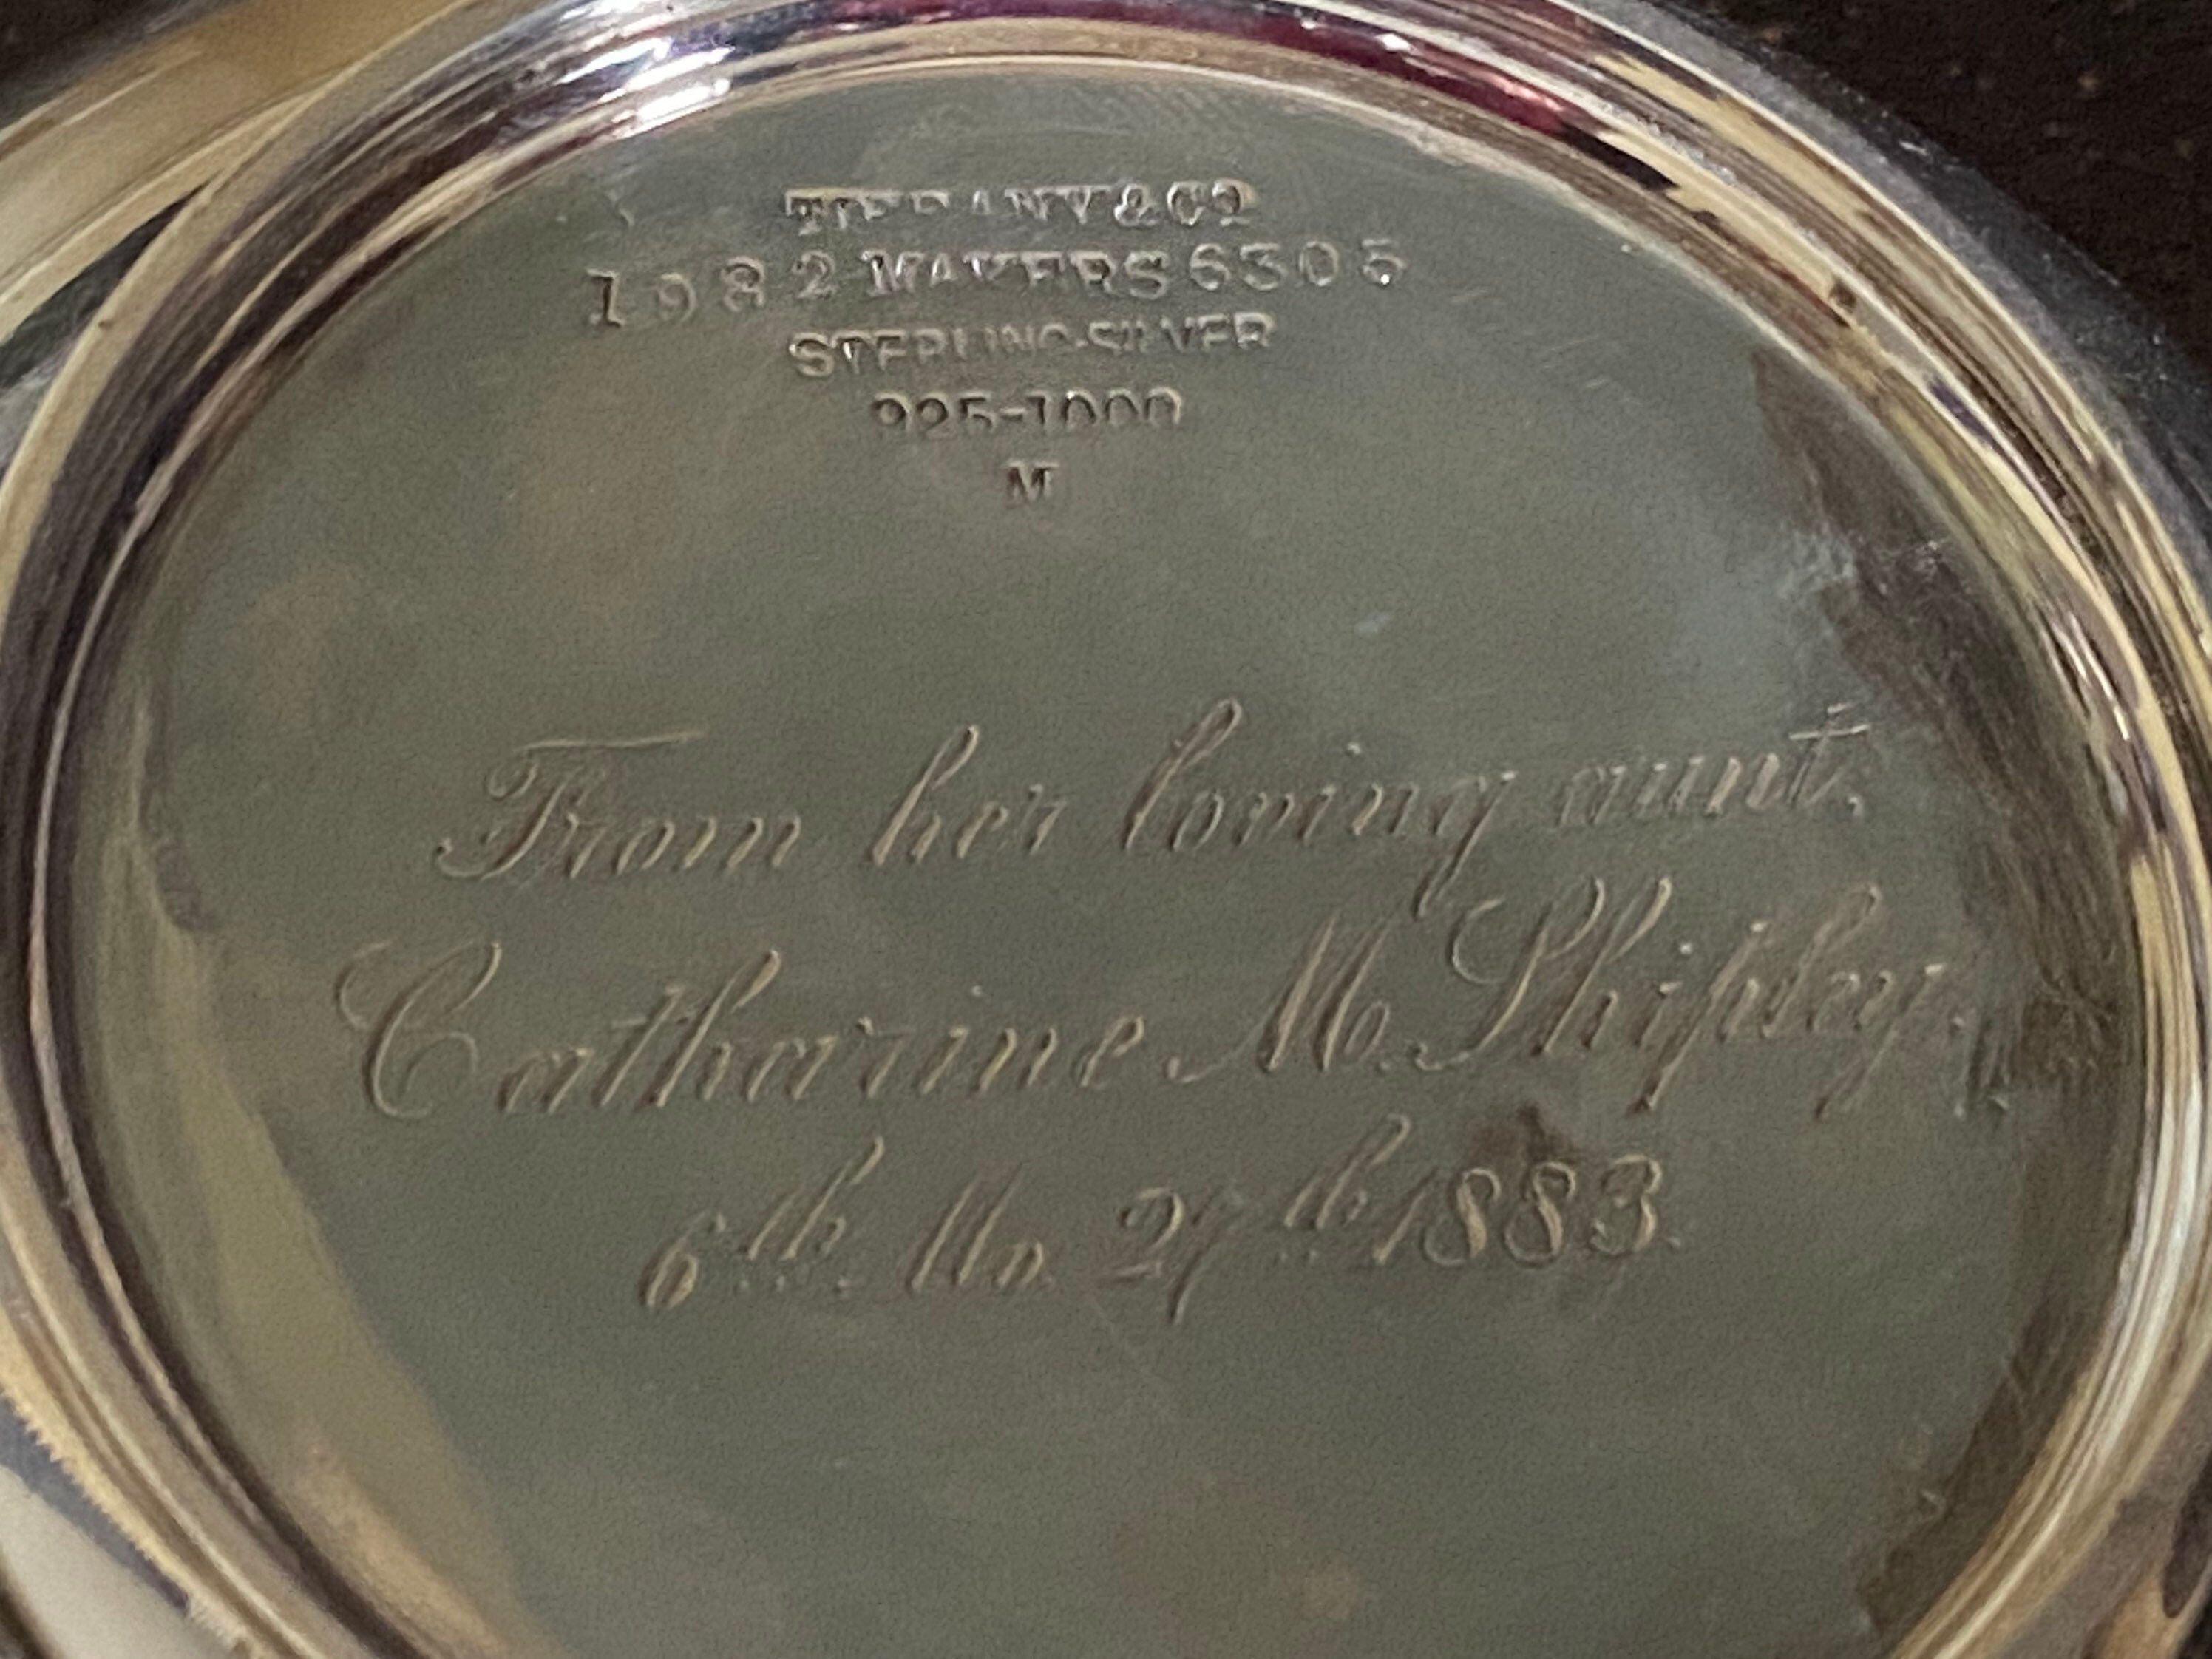 TIFFANY & CO
1982 MAKERS 6305
STERLING-SILVER
925-1000
M
From her loving aunt.
Catharine M. Shipley.
6th Mo. 27th 1883.